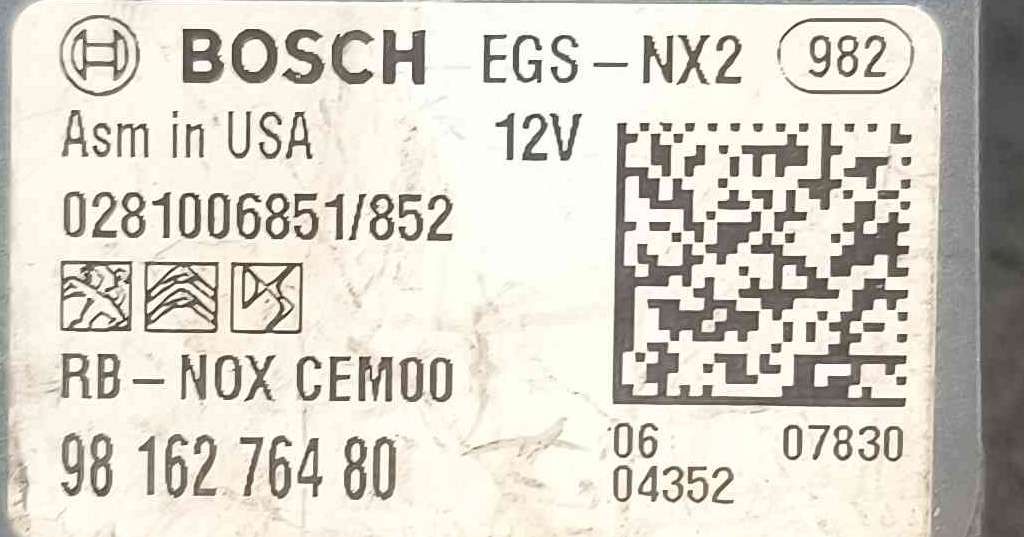 BOSCH EGS-NX2 982
Asm in USA 12V
0281006851/852
RB-NOX CEM00
98 162 764 80
06 07830
04352